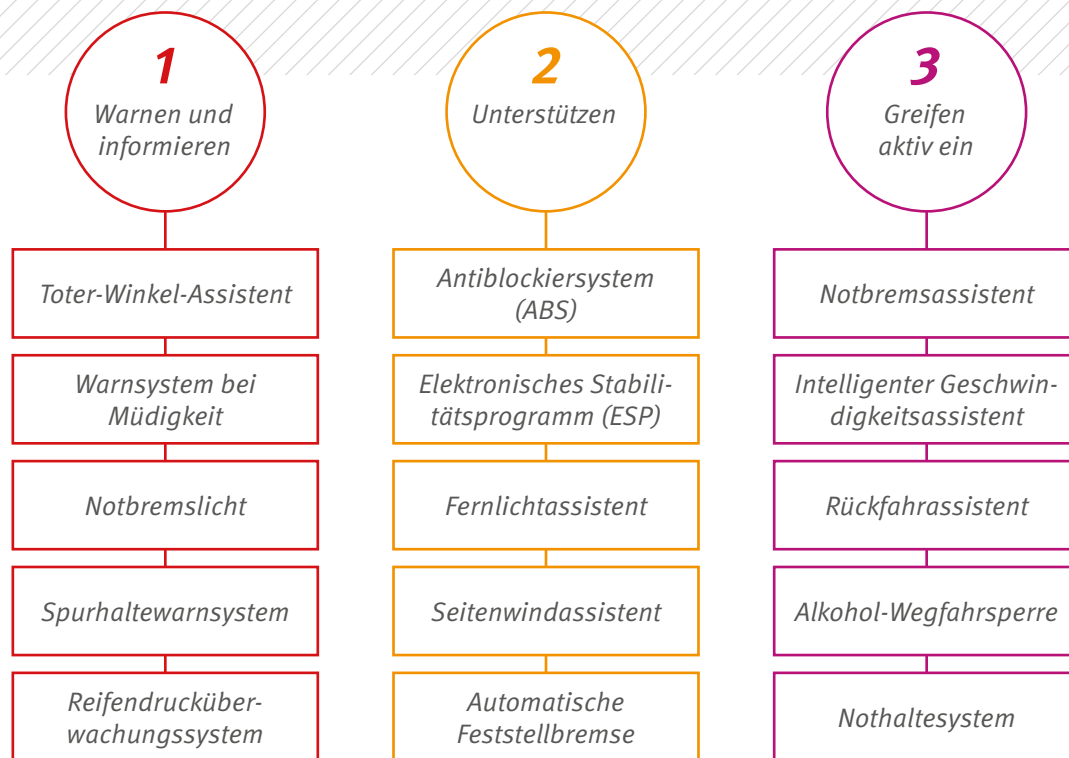 1
Warnen und
informieren
Toter-Winkel-Assistent
Warnsystem bei
Müdigkeit
Notbremslicht
Spurhaltewarnsystem
Reifendrucküber-
wachungssystem
2
Unterstützen
Antiblockiersystem
(ABS)
Elektronisches Stabili-
tätsprogramm (ESP)
Fernlichtassistent
Seitenwindassistent
Automatische
Feststellbremse
3
Greifen
aktiv ein
Notbremsassistent
Intelligenter Geschwin-
digkeitsassistent
Rückfahrassistent
Alkohol-Wegfahrsperre
Nothaltesystem